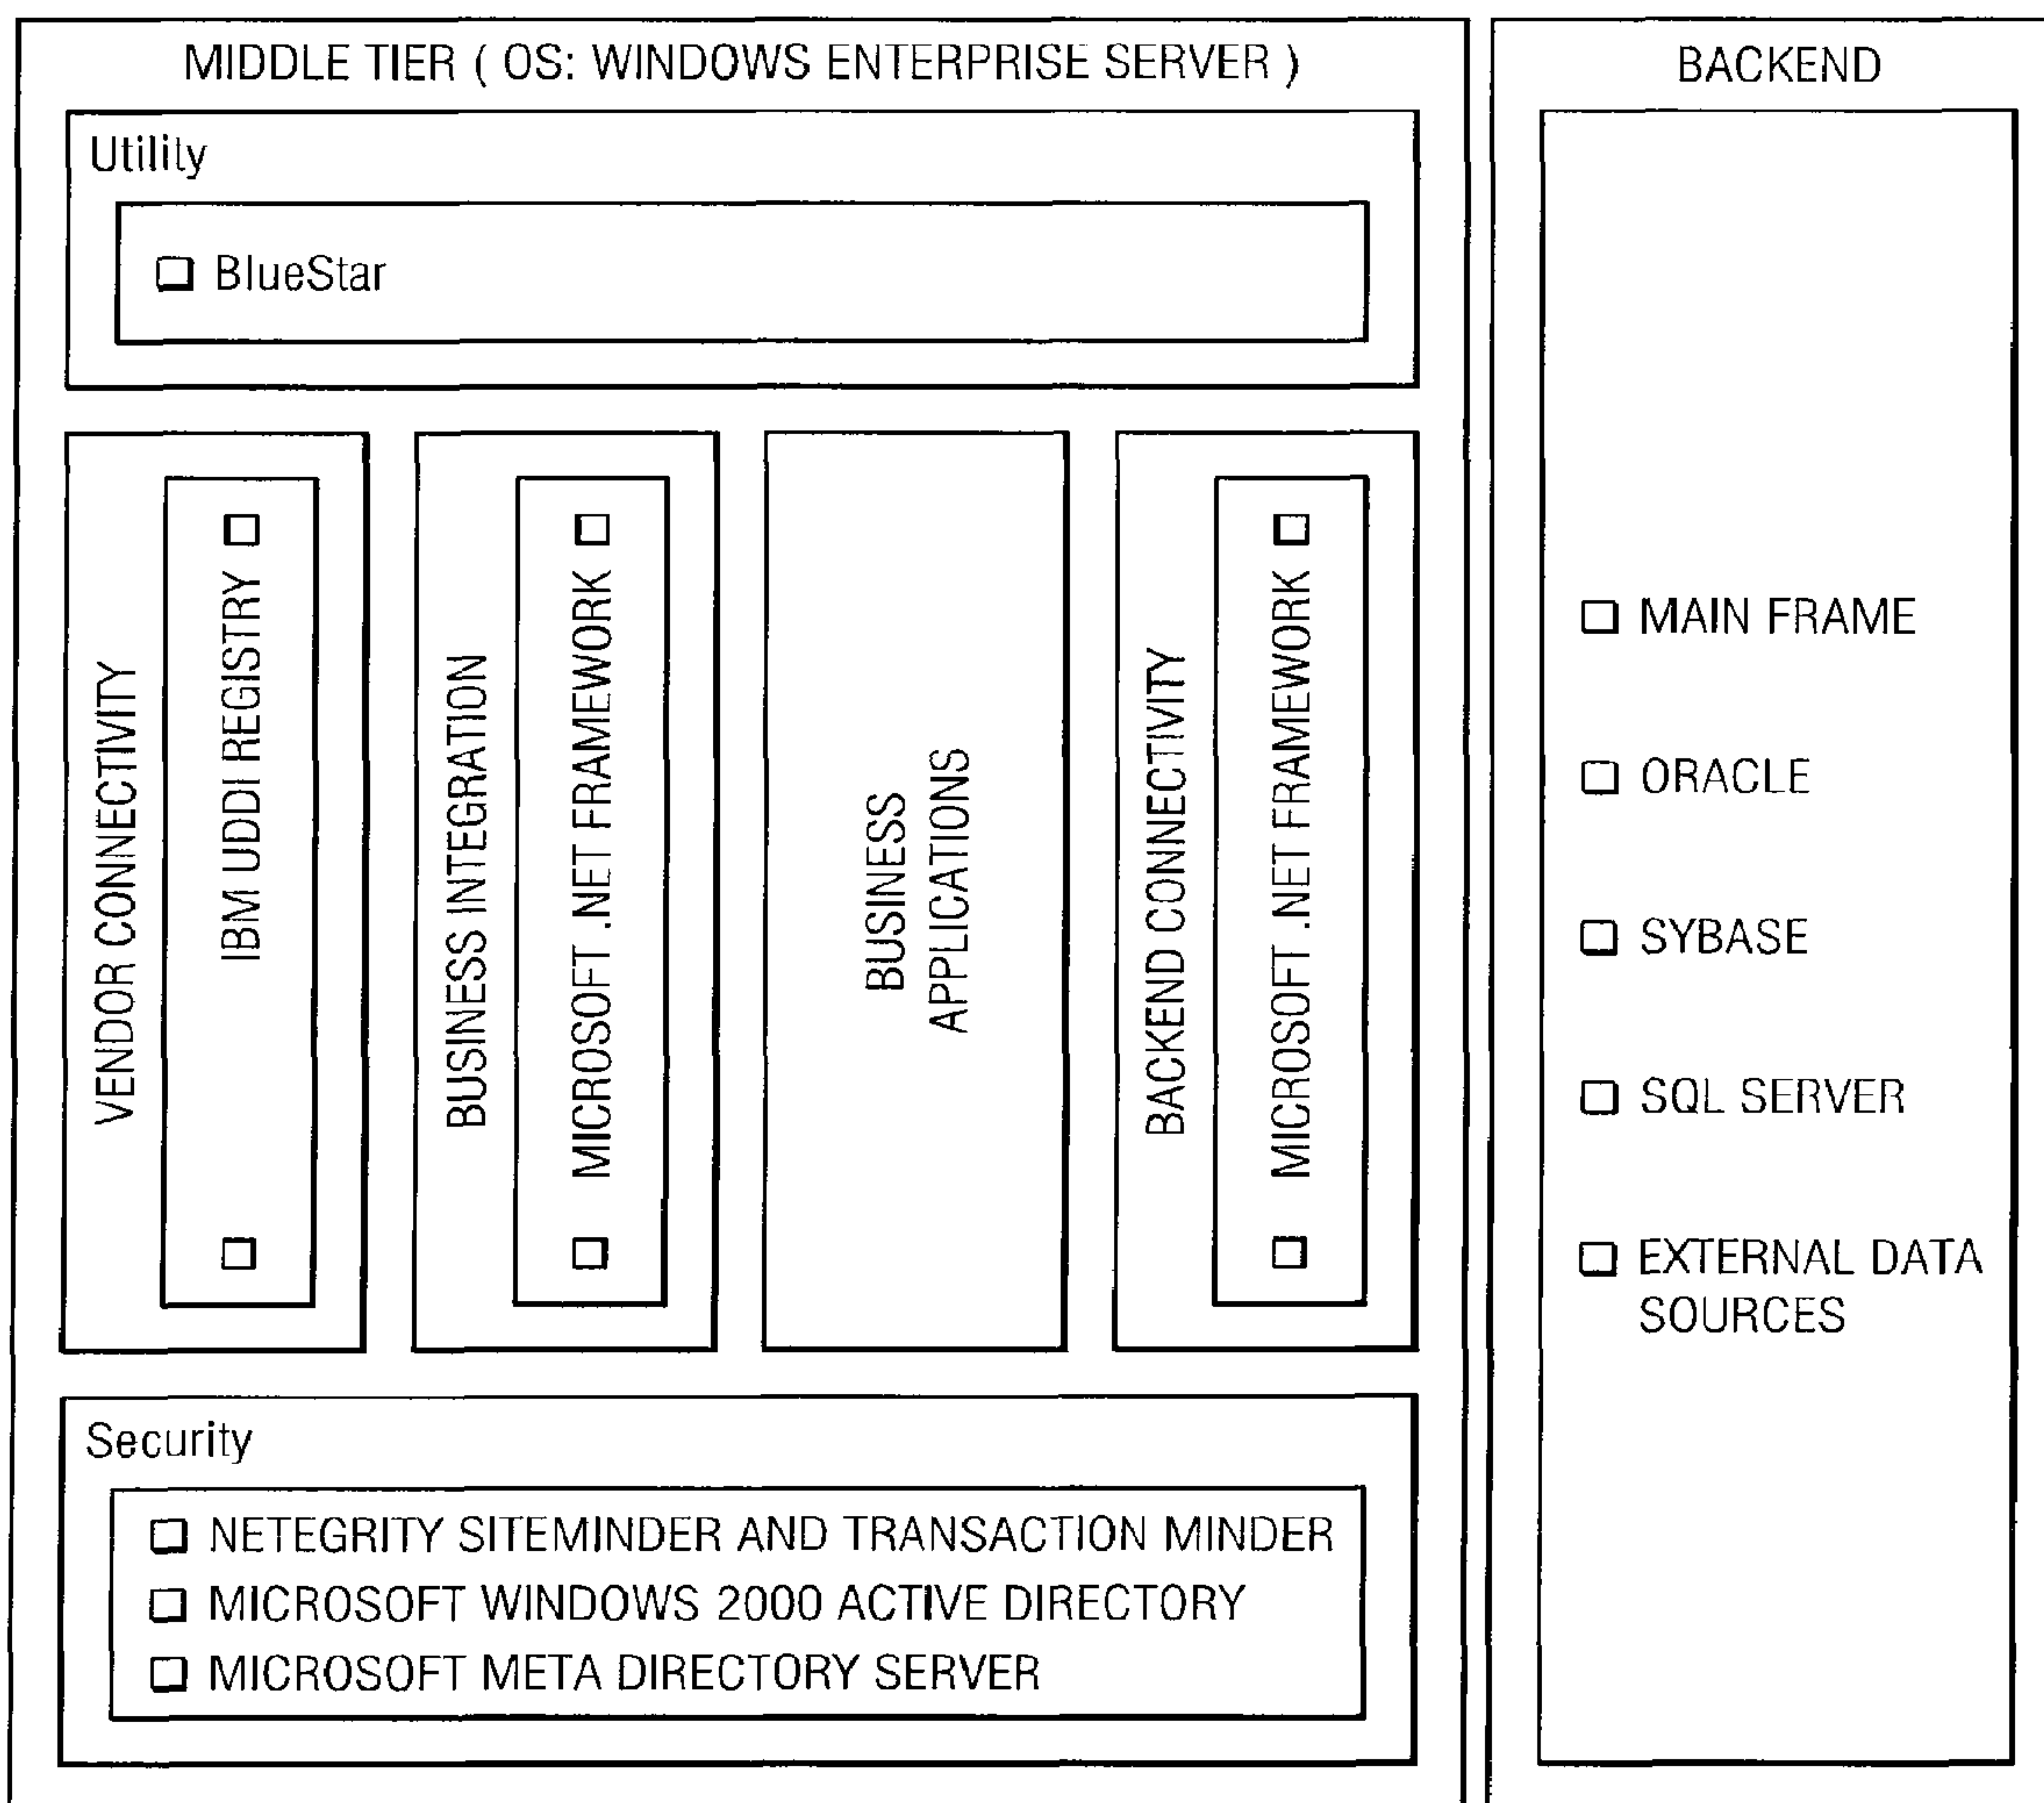 MIDDLE TIER ( OS: WINDOWS ENTERPRISE SERVER )
Utility
BlueStar
VENDOR CONNECTIVITY
IBM UDDI REGISTRY
BUSINESS INTEGRATION
MICROSOFT .NET FRAMEWORK
BUSINESS
APPLICATIONS
BACKEND CONNECTIVITY
MICROSOFT .NET FRAMEWORK
Security
NETEGRITY SITEMINDER AND TRANSACTION MINDER
MICROSOFT WINDOWS 2000 ACTIVE DIRECTORY
MICROSOFT META DIRECTORY SERVER
BACKEND
MAIN FRAME
ORACLE
SYBASE
SQL SERVER
EXTERNAL DATA
SOURCES